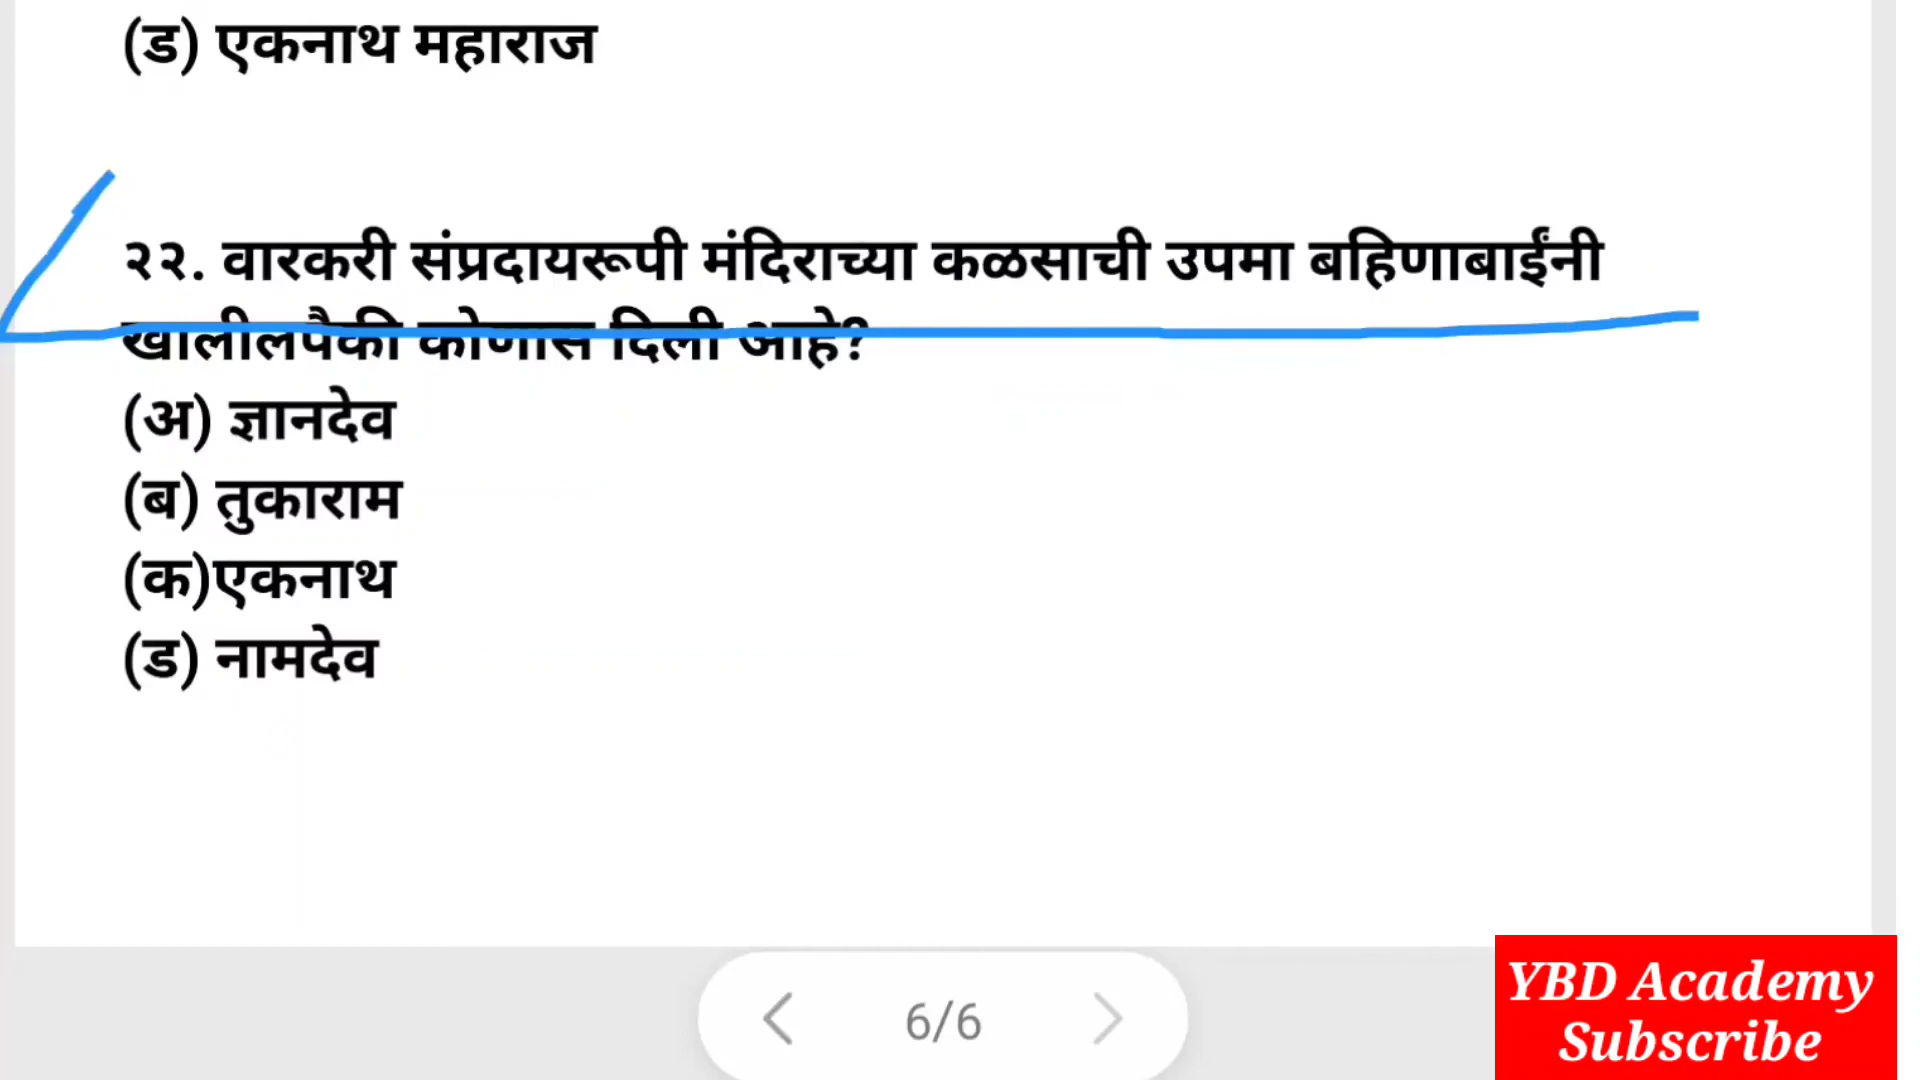 (ड) एकनाथ महाराज
२२. वारकरी संप्रदायरूपी मंदिराच्या कळसाची उपमा बहिणाबाईंनी
खालीलपैकी कोणास दिली आहे?
(अ) ज्ञानदेव
(ब) तुकाराम
(क)एकनाथ
(ड) नामदेव
6/6
YBD Academy
Subscribe